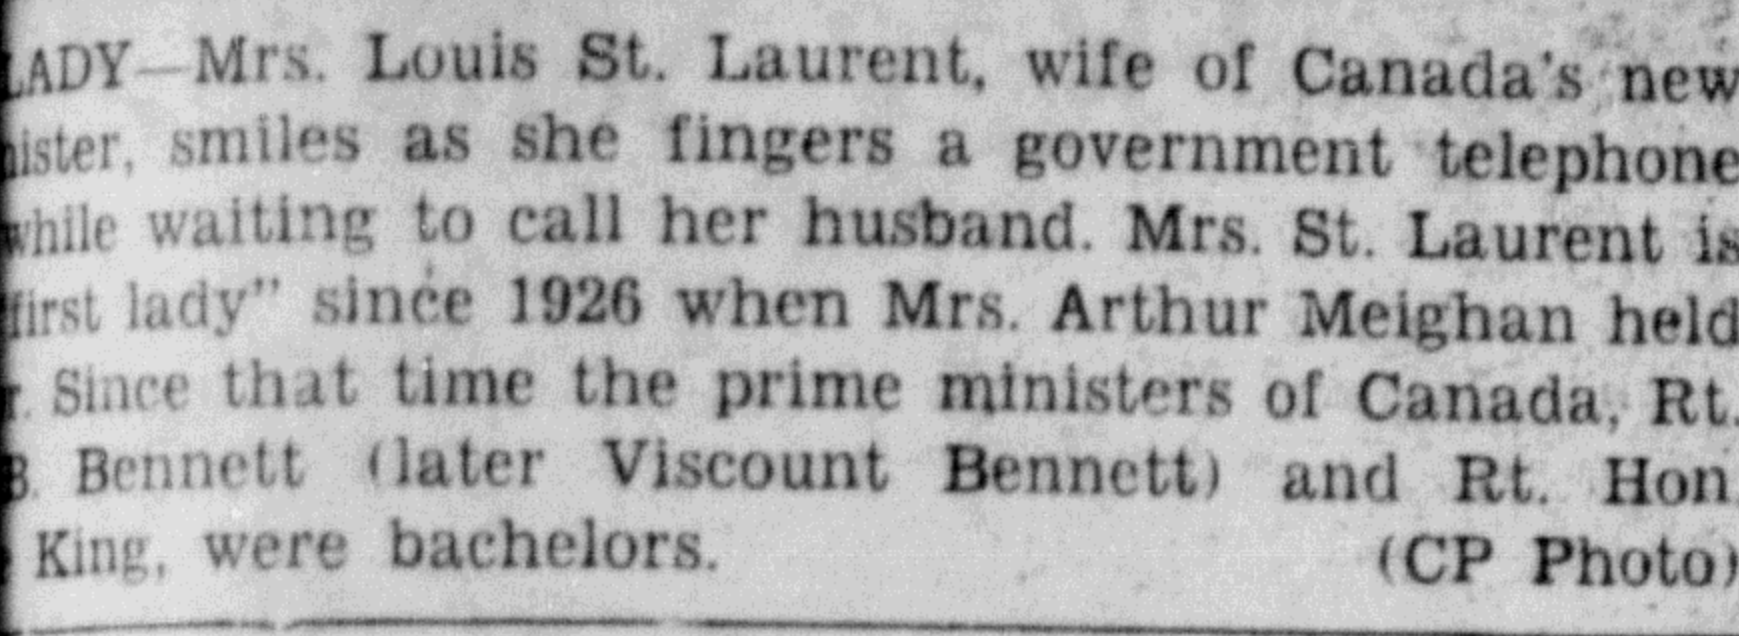 LADY—Mrs. Louis St. Laurent, wife of Canada's new
ister, smiles as she fingers a government telephone
while waiting to call her husband. Mrs. St. Laurent is
first lady" since 1926 when Mrs. Arthur Meighan held
r. Since that time the prime ministers of Canada, Rt.
B. Bennett (later Viscount Bennett) and Rt. Hon.
King, were bachelors.
(CP Photo)